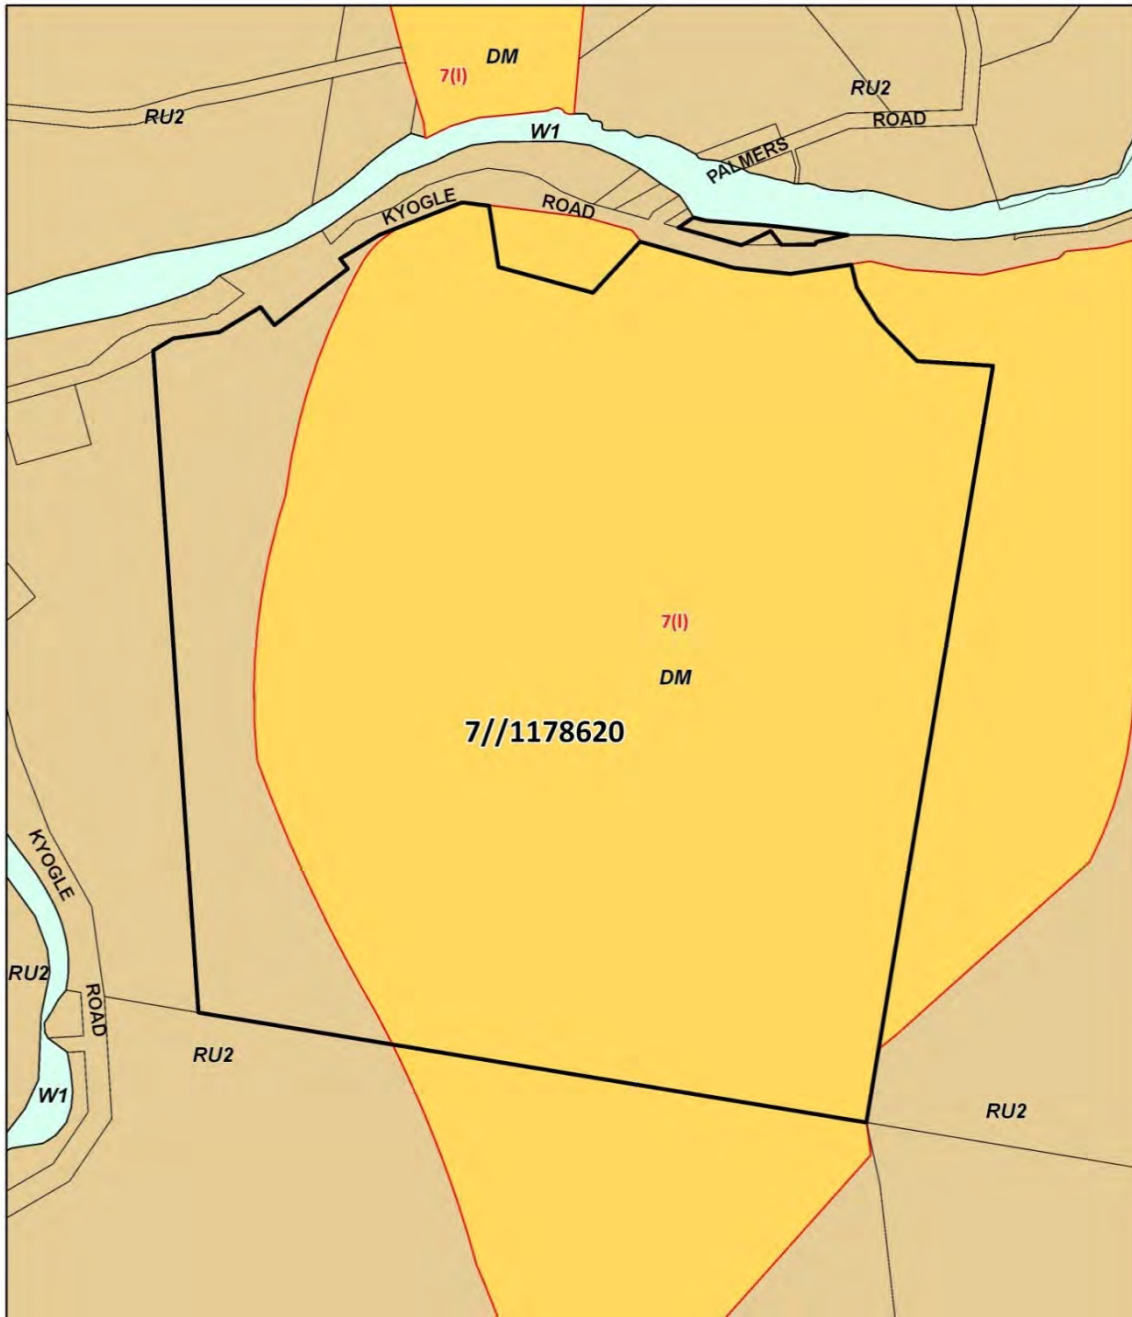 DM
7(l)
RU2
RU2
ROAD
W1
PALMERS
KYOGLE
ROAD
7(l)
DM
7//1178620
KYOGLE
RU2
ROAD
RU2
W1
RU2